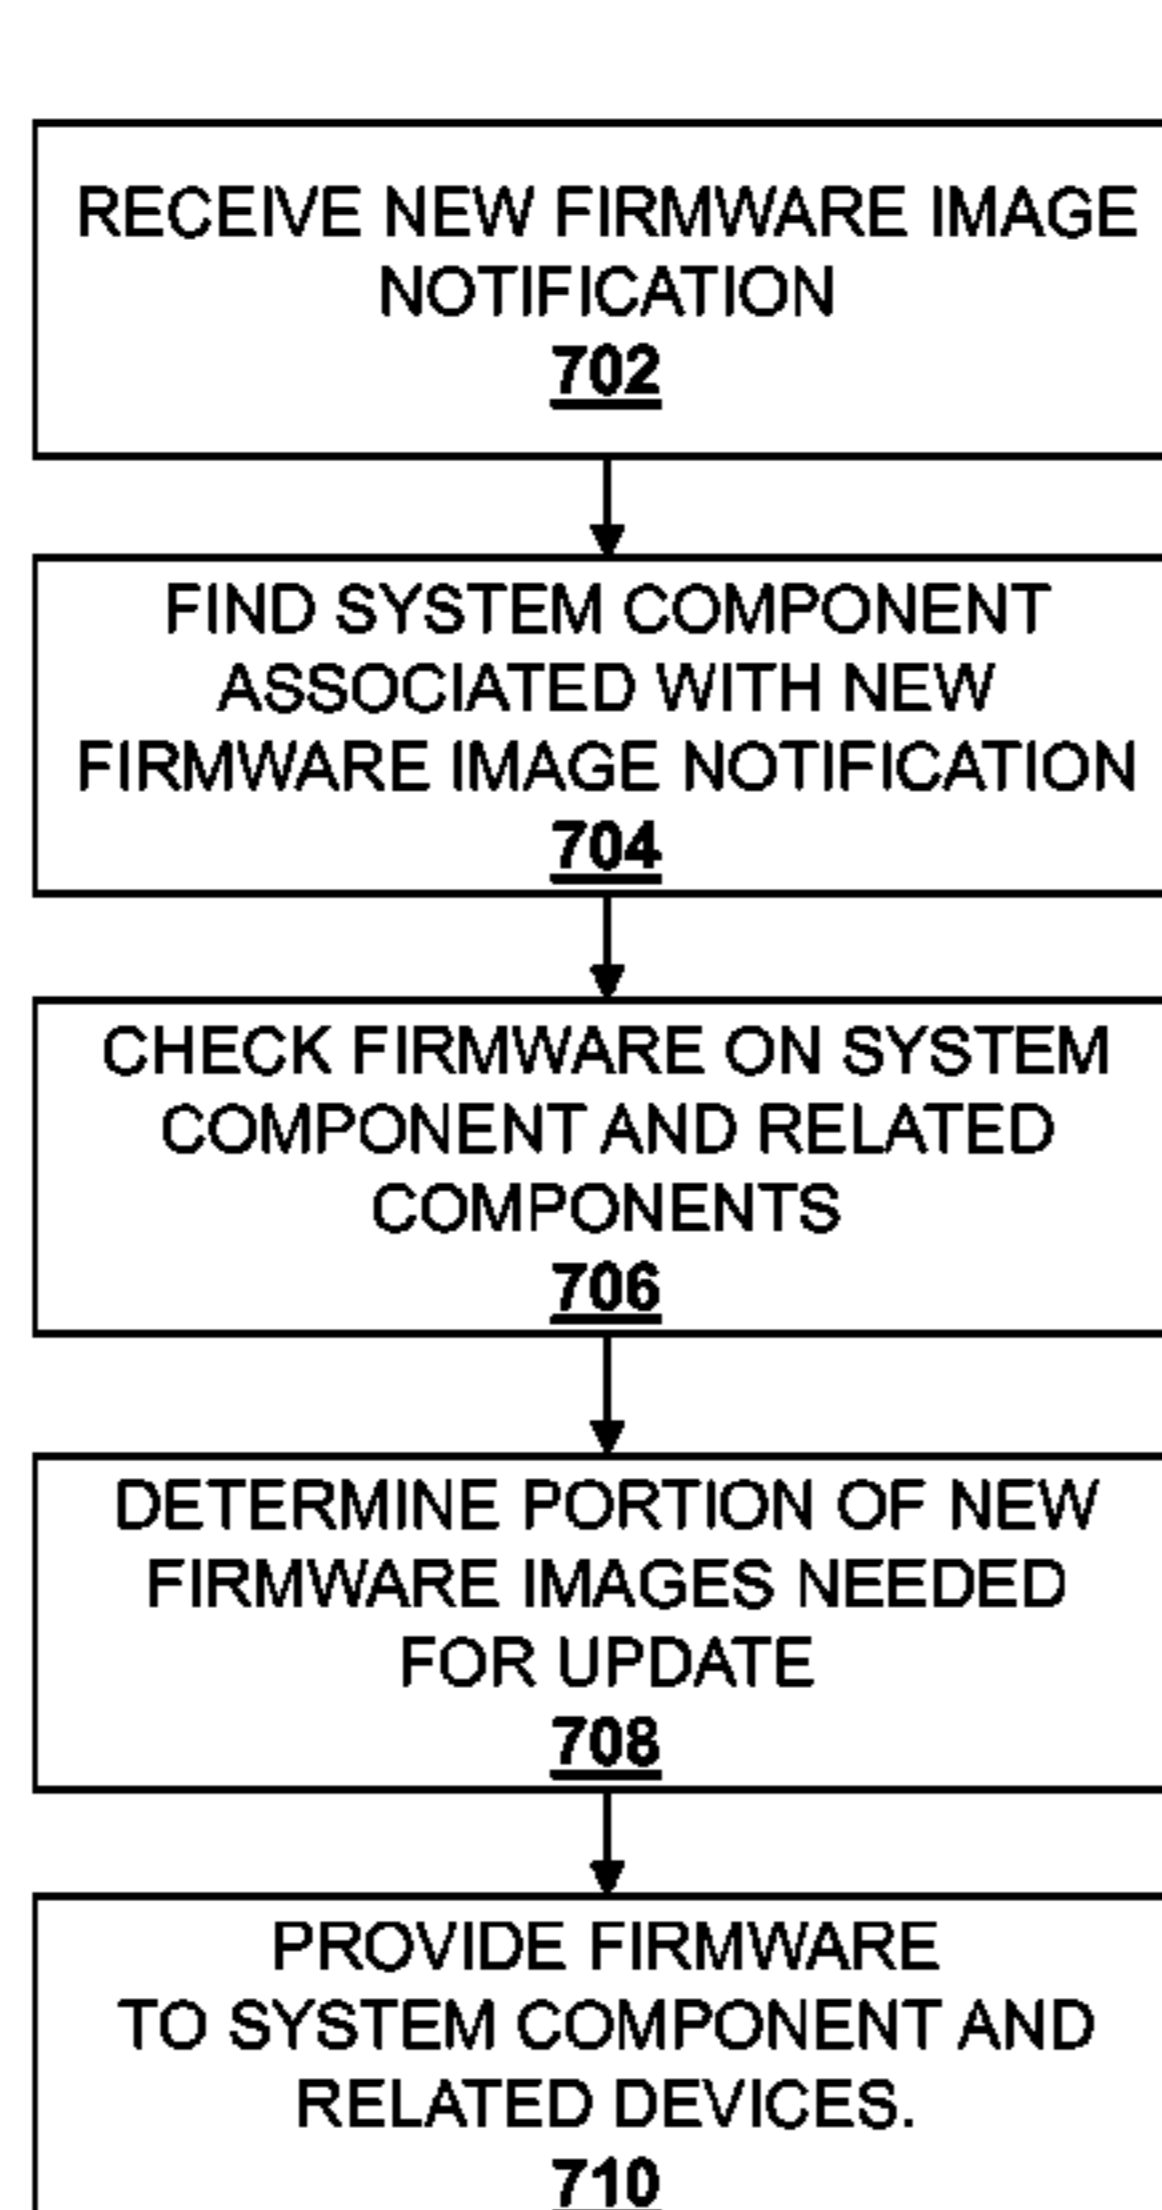 RECEIVE NEW FIRMWARE IMAGE
NOTIFICATION
702
FIND SYSTEM COMPONENT
ASSOCIATED WITH NEW
FIRMWARE IMAGE NOTIFICATION
704
CHECK FIRMWARE ON SYSTEM
COMPONENT AND RELATED
COMPONENTS
706
DETERMINE PORTION OF NEW
FIRMWARE IMAGES NEEDED
FOR UPDATE
708
PROVIDE FIRMWARE
TO SYSTEM COMPONENT AND
RELATED DEVICES.
710